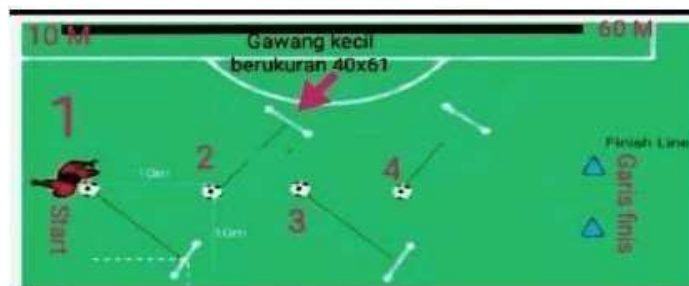 10 M
60 M
Gawang kecil
berukuran 40x61
1
2
10m
3
4
10m
Start
Finish Line
Garis finis